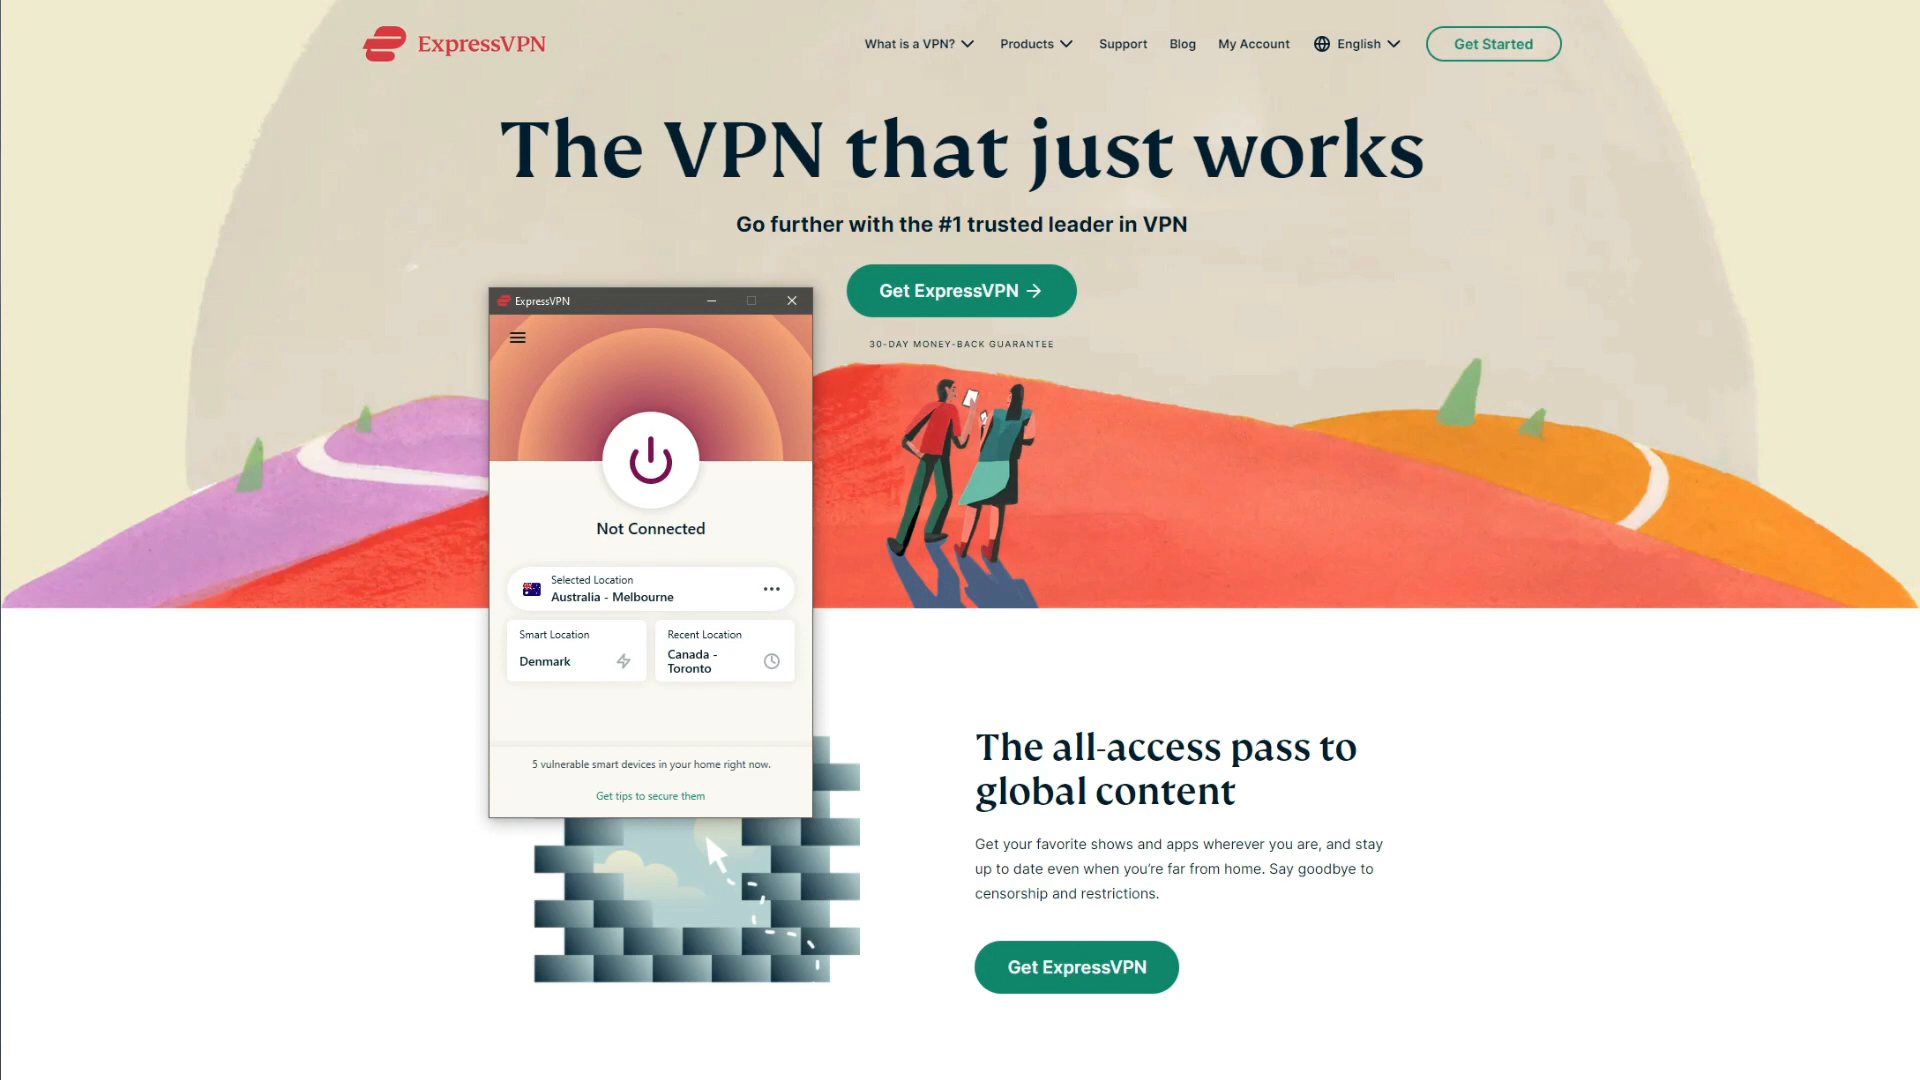 ExpressVPN
What is a VPN?
Products
Support
Blog
My Account
English
Get Started
The VPN that just works
Go further with the #1 trusted leader in VPN
Get ExpressVPN →
30-DAY MONEY-BACK GUARANTEE
ExpressVPN
Not Connected
Selected Location
Australia - Melbourne
Smart Location
Denmark
Recent Location
Canada -
Toronto
5 vulnerable smart devices in your home right now.
Get tips to secure them
The all-access pass to
global content
Get your favorite shows and apps wherever you are, and stay
up to date even when you’re far from home. Say goodbye to
censorship and restrictions.
Get ExpressVPN